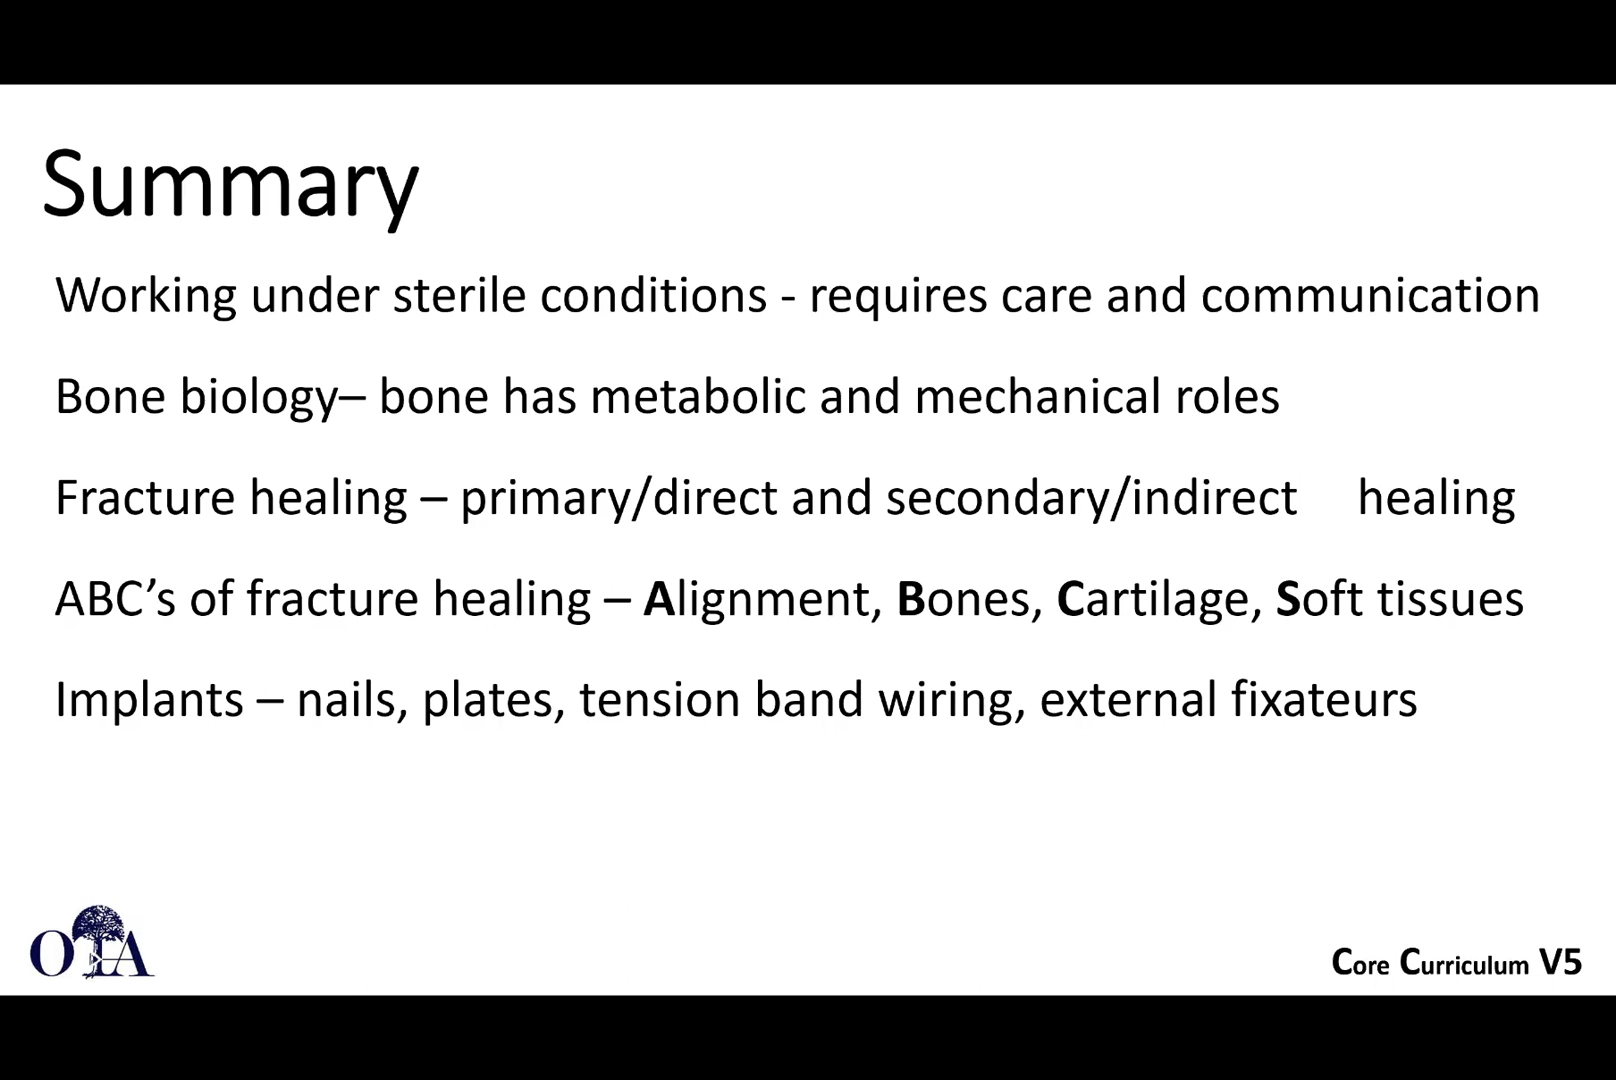 Summary
Working under sterile conditions - requires care and communication
Bone biology– bone has metabolic and mechanical roles
Fracture healing – primary/direct and secondary/indirect healing
ABC’s of fracture healing – Alignment, Bones, Cartilage, Soft tissues
Implants – nails, plates, tension band wiring, external fixateurs
OTA
Core Curriculum V5